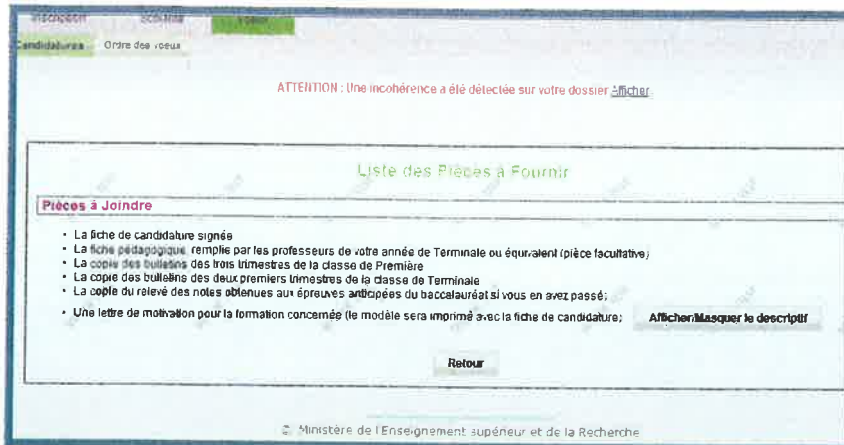 Inscription Scolarité Voeux
Candidatures Ordre des voeux
ATTENTION : Une incohérence a été détectée sur votre dossier Afficher
Liste des Pièces à Fournir
Pièces à Joindre
• La fiche de candidature signée
• La fiche pédagogique, remplie par les professeurs de votre année de Terminale ou équivalent (pièce facultative)
• La copie des bulletins des trois trimestres de la classe de Première
• La copie des bulletins des deux premiers trimestres de la classe de Terminale
• La copie du relevé des notes obtenues aux épreuves anticipées du baccalauréat si vous en avez passé;
• Une lettre de motivation pour la formation concernée (le modèle sera imprimé avec la fiche de candidature; Afficher/Masquer le descriptif
Retour
© Ministère de l'Enseignement supérieur et de la Recherche